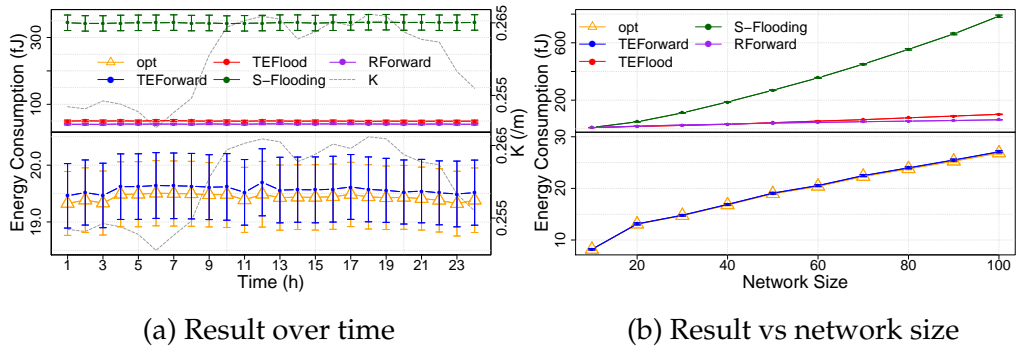 Energy Consumption (fJ)
300
100
20.0
19.0
opt
TEForward
TEFlood
S−Flooding
RForward
K
0.265
0.255
0.265
0.255
K (/m)
1 3 5 7 9 11 13 15 17 19 21 23
Time (h)
(a) Result over time
Energy Consumption (fJ)
600
200
30
20
10
opt
TEForward
TEFlood
S−Flooding
RForward
20 40 60 80 100
Network Size
(b) Result vs network size